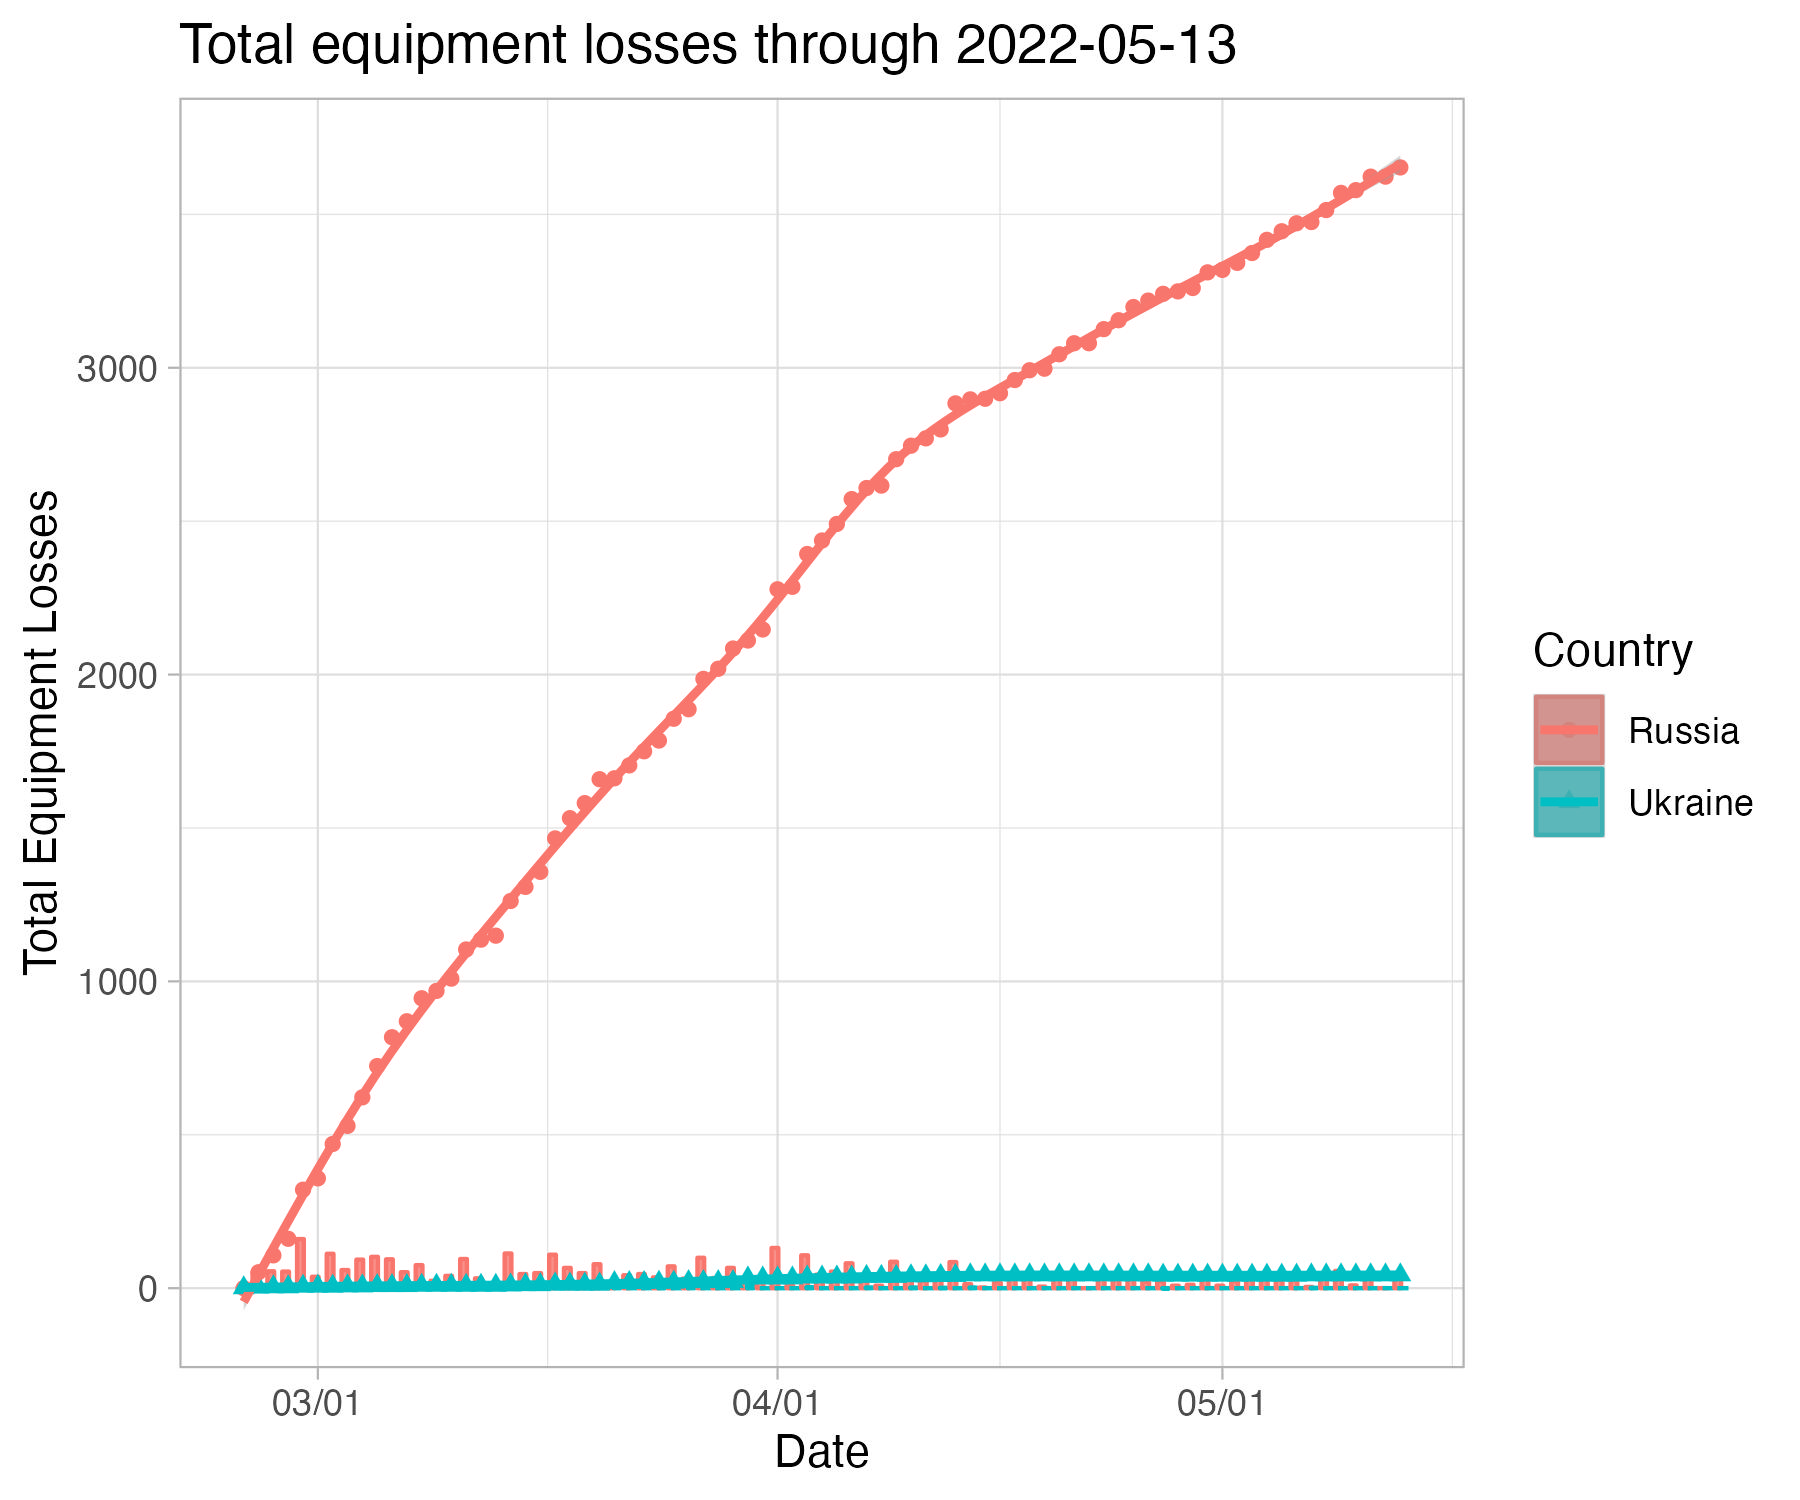 Total equipment losses through 2022-05-13
Total Equipment Losses
3000
2000
1000
0
03/01
04/01
05/01
Date
Country
Russia
Ukraine